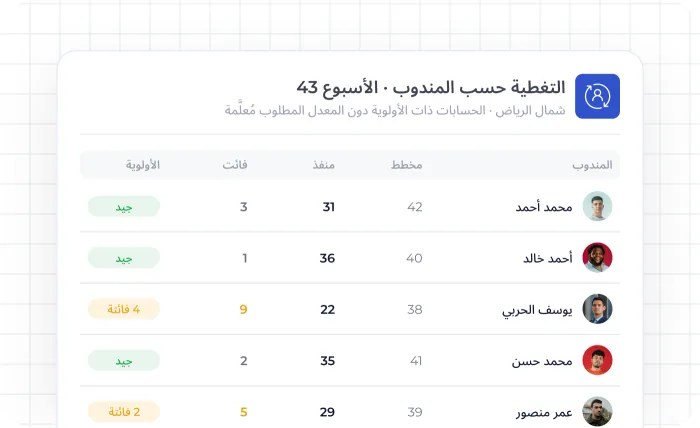 التغطية حسب المندوب · الأسبوع 43
شمال الرياض · الحسابات ذات الأولوية دون المعدل المطلوب مُعلَّمة
المندوب مخطط منفذ فائت الأولوية
محمد أحمد 42 31 3 جيد
أحمد خالد 40 36 1 جيد
يوسف الحربي 38 22 9 4 فائتة
محمد حسن 41 35 2 جيد
عمر منصور 39 29 5 2 فائتة